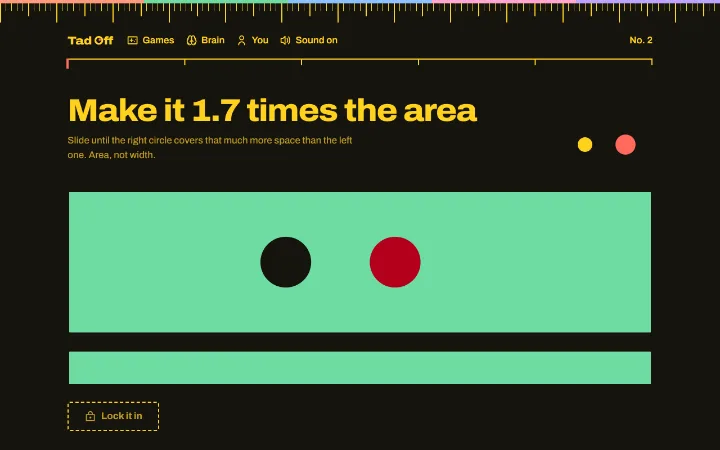 Tad Off
Games
Brain
You
Sound on
No. 2
Make it 1.7 times the area
Slide until the right circle covers that much more space than the left
one. Area, not width.
Lock it in